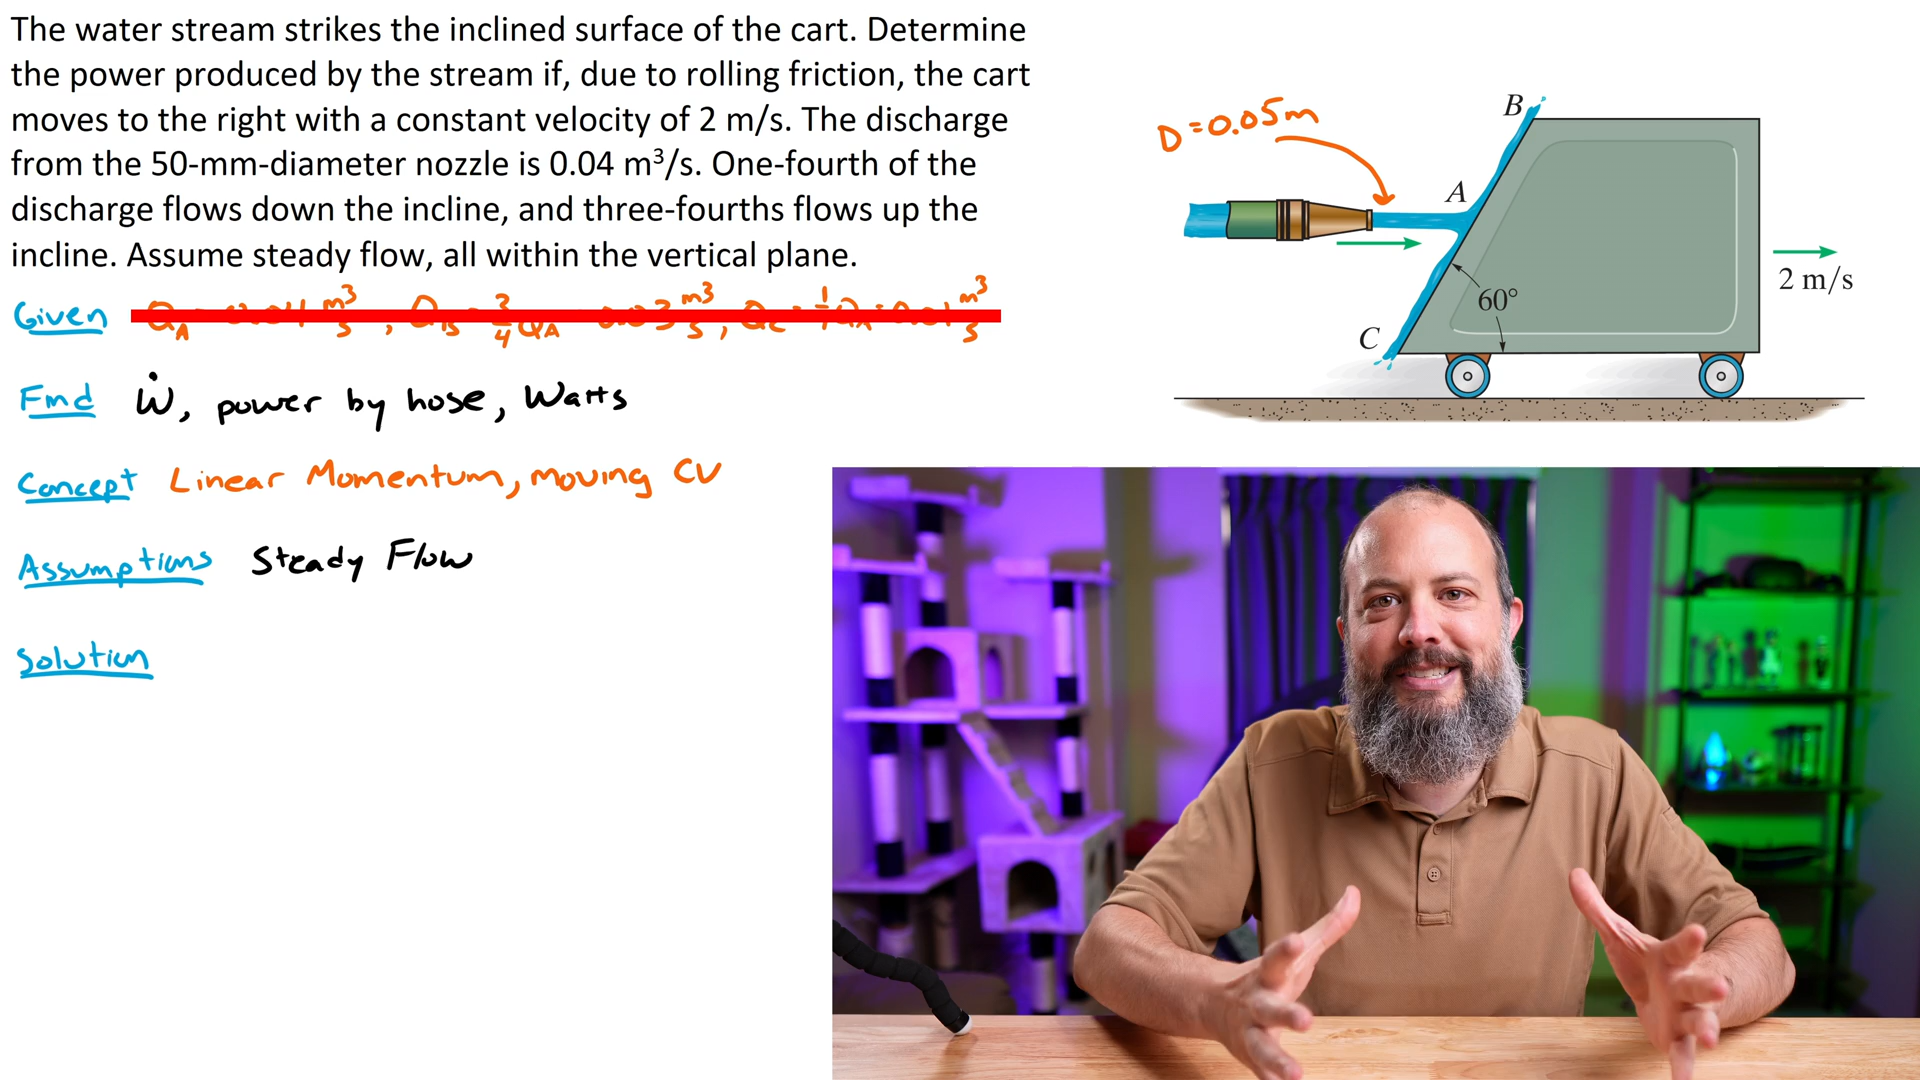 The water stream strikes the inclined surface of the cart. Determine
the power produced by the stream if, due to rolling friction, the cart
moves to the right with a constant velocity of 2 m/s. The discharge
from the 50-mm-diameter nozzle is 0.04 m³/s. One-fourth of the
discharge flows down the incline, and three-fourths flows up the
incline. Assume steady flow, all within the vertical plane.
Given
Find Ẇ, power by hose, Watts
Concept Linear Momentum, moving CV
Assumptions Steady Flow
Solution
D=0.05m
B
A
60°
C
2 m/s